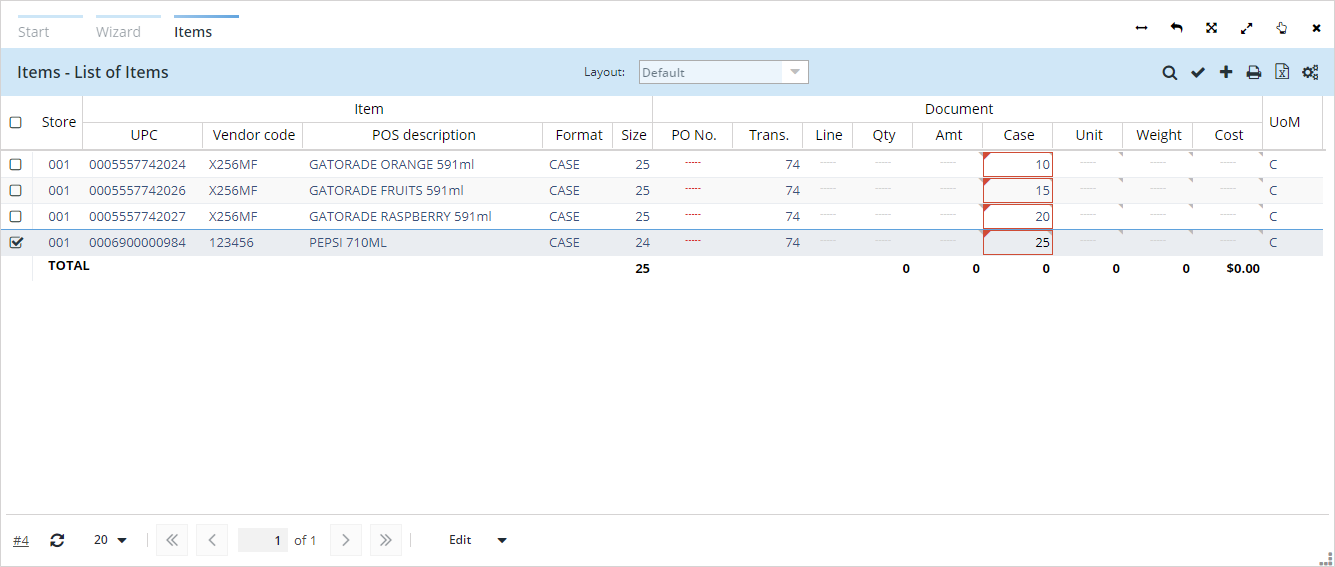 Start Wizard Items
Items - List of Items Layout: Default
Item Document
Store UoM
UPC Vendor code POS description Format Size PO No. Trans. Line Qty Amt Case Unit Weight Cost
001 0005557742024 X256MF GATORADE ORANGE 591ml CASE 25 ----- 74 10 C
001 0005557742026 X256MF GATORADE FRUITS 591ml CASE 25 ----- 74 15 C
001 0005557742027 X256MF GATORADE RASPBERRY 591ml CASE 25 ----- 74 20 C
001 0006900000984 123456 PEPSI 710ML CASE 24 ----- 74 25 C
TOTAL 25 0 0 0 0 0 $0.00
#4 20 1 of 1 Edit